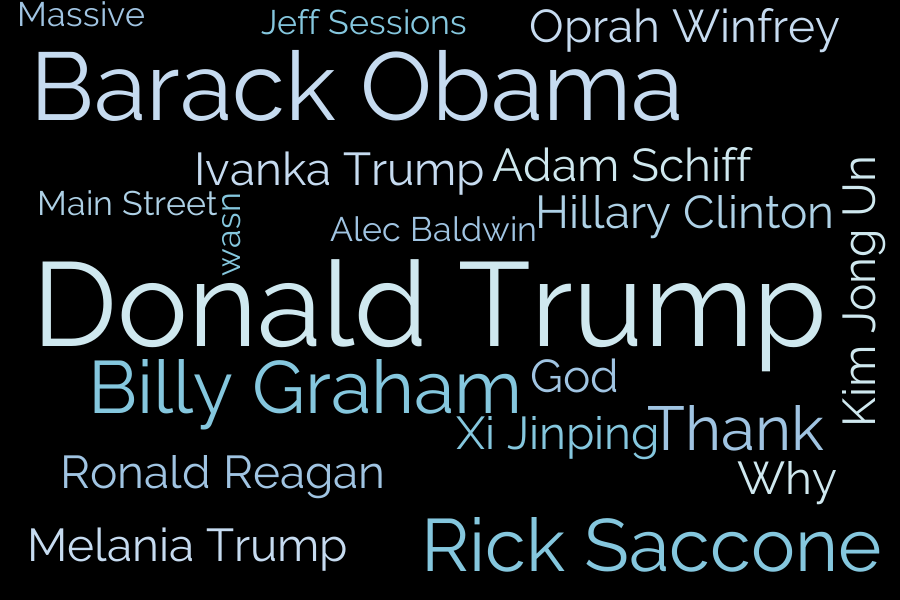 Massive
Jeff Sessions
Oprah Winfrey
Barack Obama
Ivanka Trump
Adam Schiff
Main Street
wasn
Alec Baldwin
Hillary Clinton
Kim Jong Un
Donald Trump
Billy Graham
God
Xi Jinping
Thank
Ronald Reagan
Why
Melania Trump
Rick Saccone